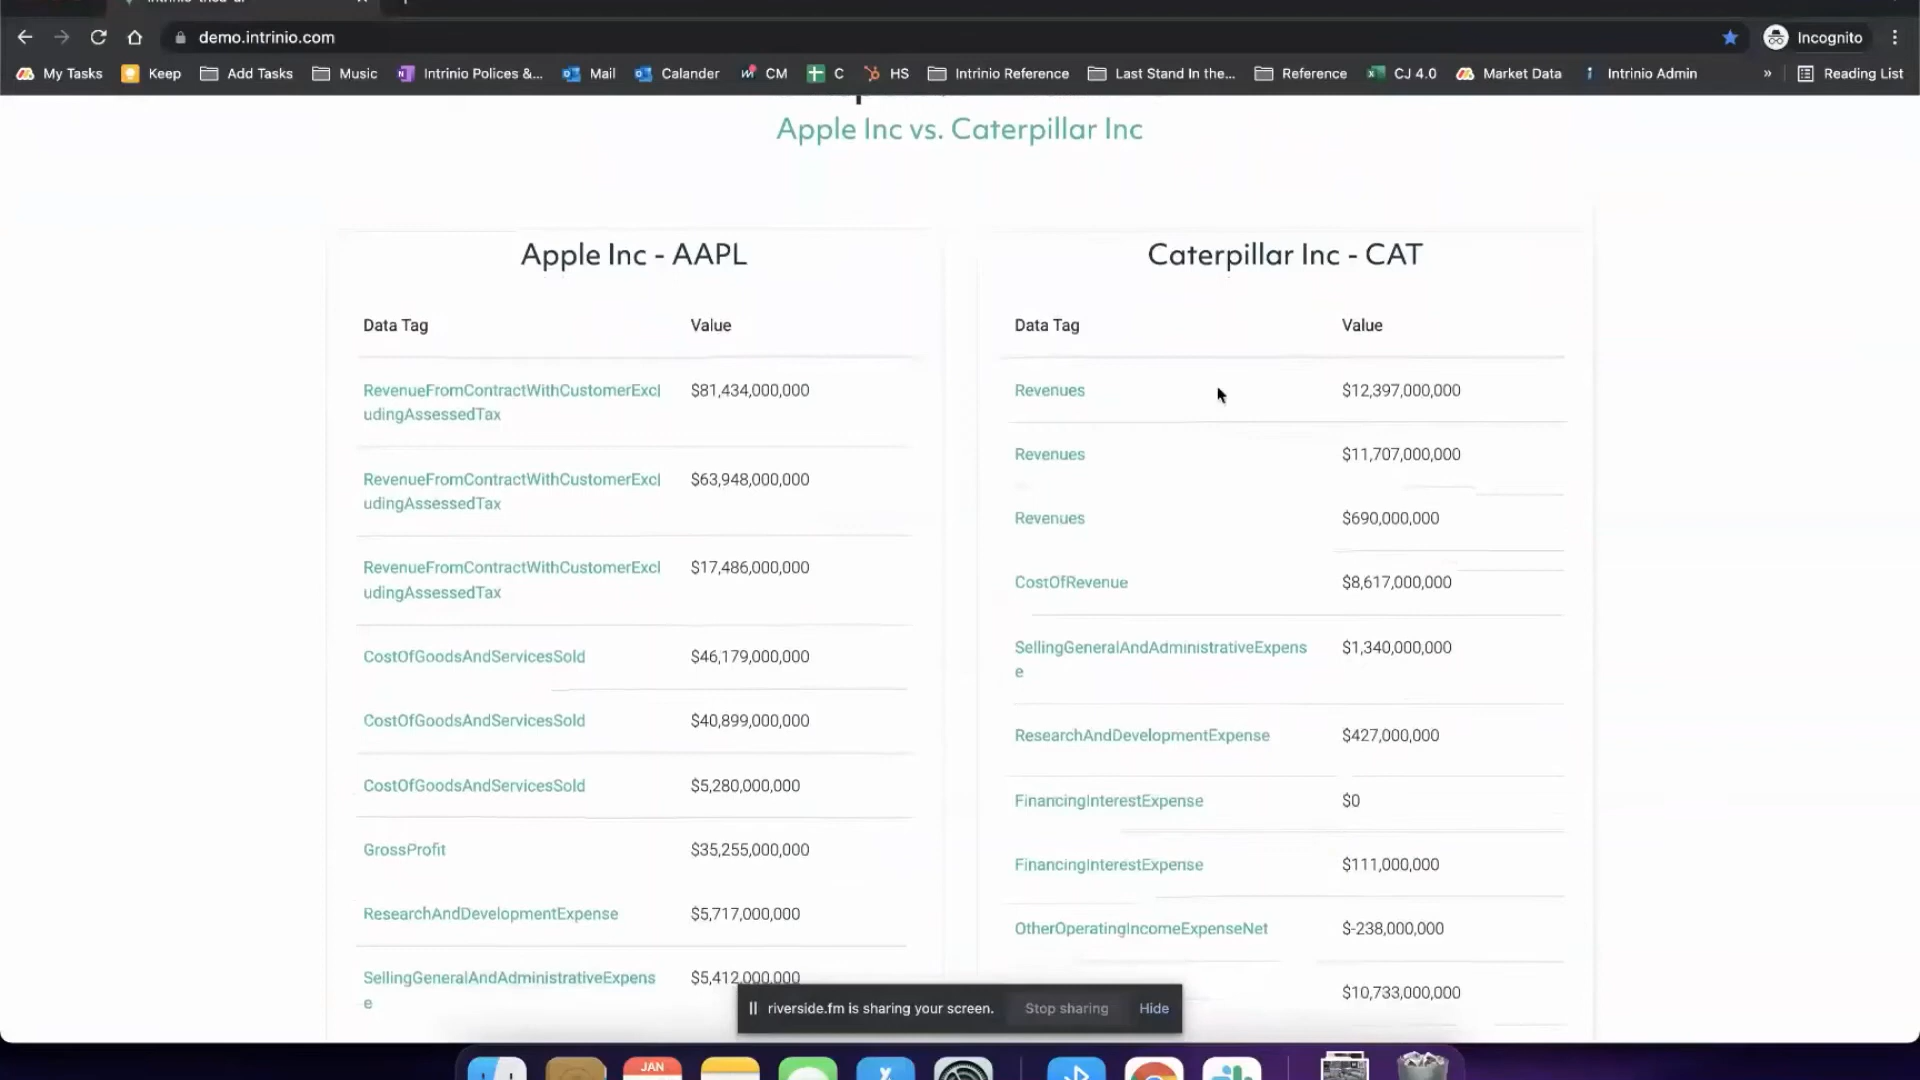 demo.intrinio.com
Incognito
My Tasks
Keep
Add Tasks
Music
Intrinio Polices &...
Mail
Calander
CM
C
HS
Intrinio Reference
Last Stand In the...
Reference
CJ 4.0
Market Data
Intrinio Admin
»
Reading List
Apple Inc vs. Caterpillar Inc
Apple Inc - AAPL
Data Tag Value
RevenueFromContractWithCustomerExcl
udingAssessedTax
$81,434,000,000
RevenueFromContractWithCustomerExcl
udingAssessedTax
$63,948,000,000
RevenueFromContractWithCustomerExcl
udingAssessedTax
$17,486,000,000
CostOfGoodsAndServicesSold $46,179,000,000
CostOfGoodsAndServicesSold $40,899,000,000
CostOfGoodsAndServicesSold $5,280,000,000
GrossProfit $35,255,000,000
ResearchAndDevelopmentExpense $5,717,000,000
SellingGeneralAndAdministrativeExpens
e
$5,412,000,000
Caterpillar Inc - CAT
Data Tag Value
Revenues $12,397,000,000
Revenues $11,707,000,000
Revenues $690,000,000
CostOfRevenue $8,617,000,000
SellingGeneralAndAdministrativeExpens
e
$1,340,000,000
ResearchAndDevelopmentExpense $427,000,000
FinancingInterestExpense $0
FinancingInterestExpense $111,000,000
OtherOperatingIncomeExpenseNet $-238,000,000
$10,733,000,000
riverside.fm is sharing your screen. Stop sharing Hide
JAN